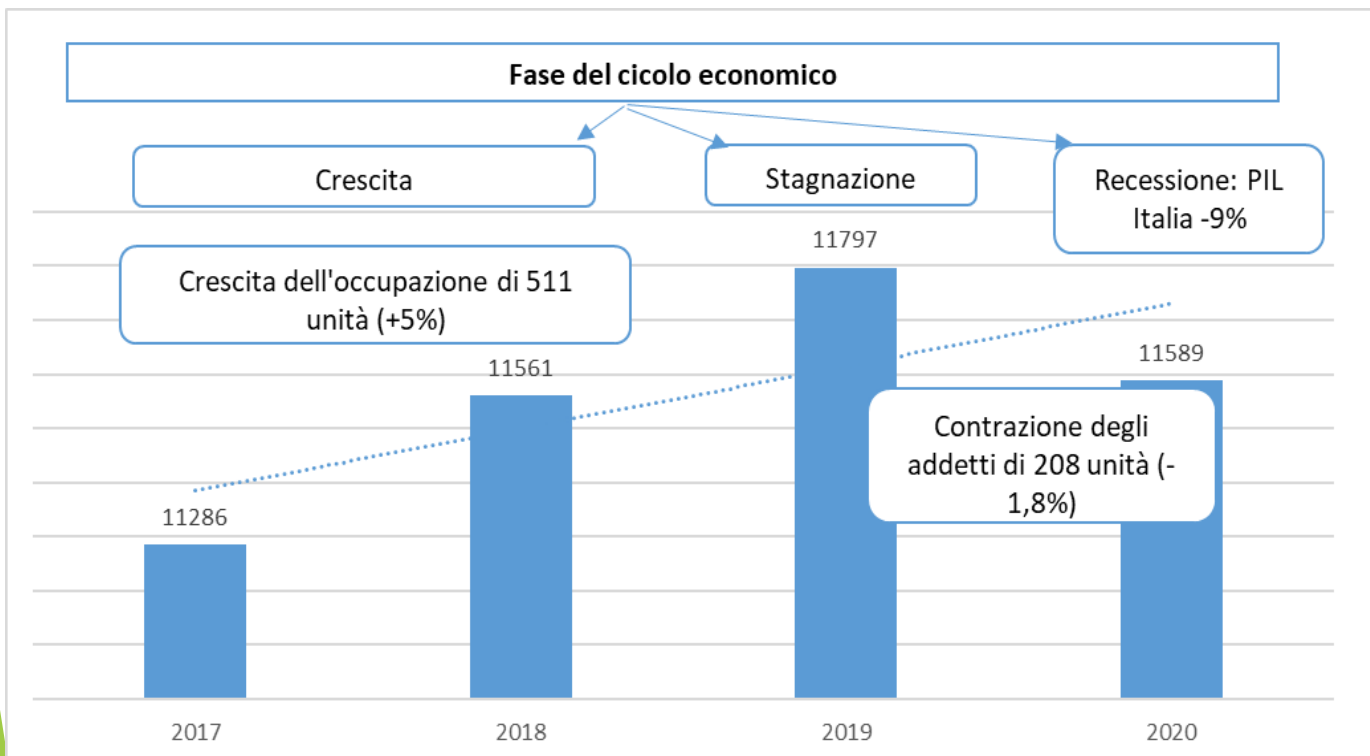 Fase del cicolo economico
Crescita
Stagnazione
Recessione: PIL
Italia -9%
Crescita dell'occupazione di 511
unità (+5%)
11797
11561
11589
11286
Contrazione degli
addetti di 208 unità (-
1,8%)
2017
2018
2019
2020